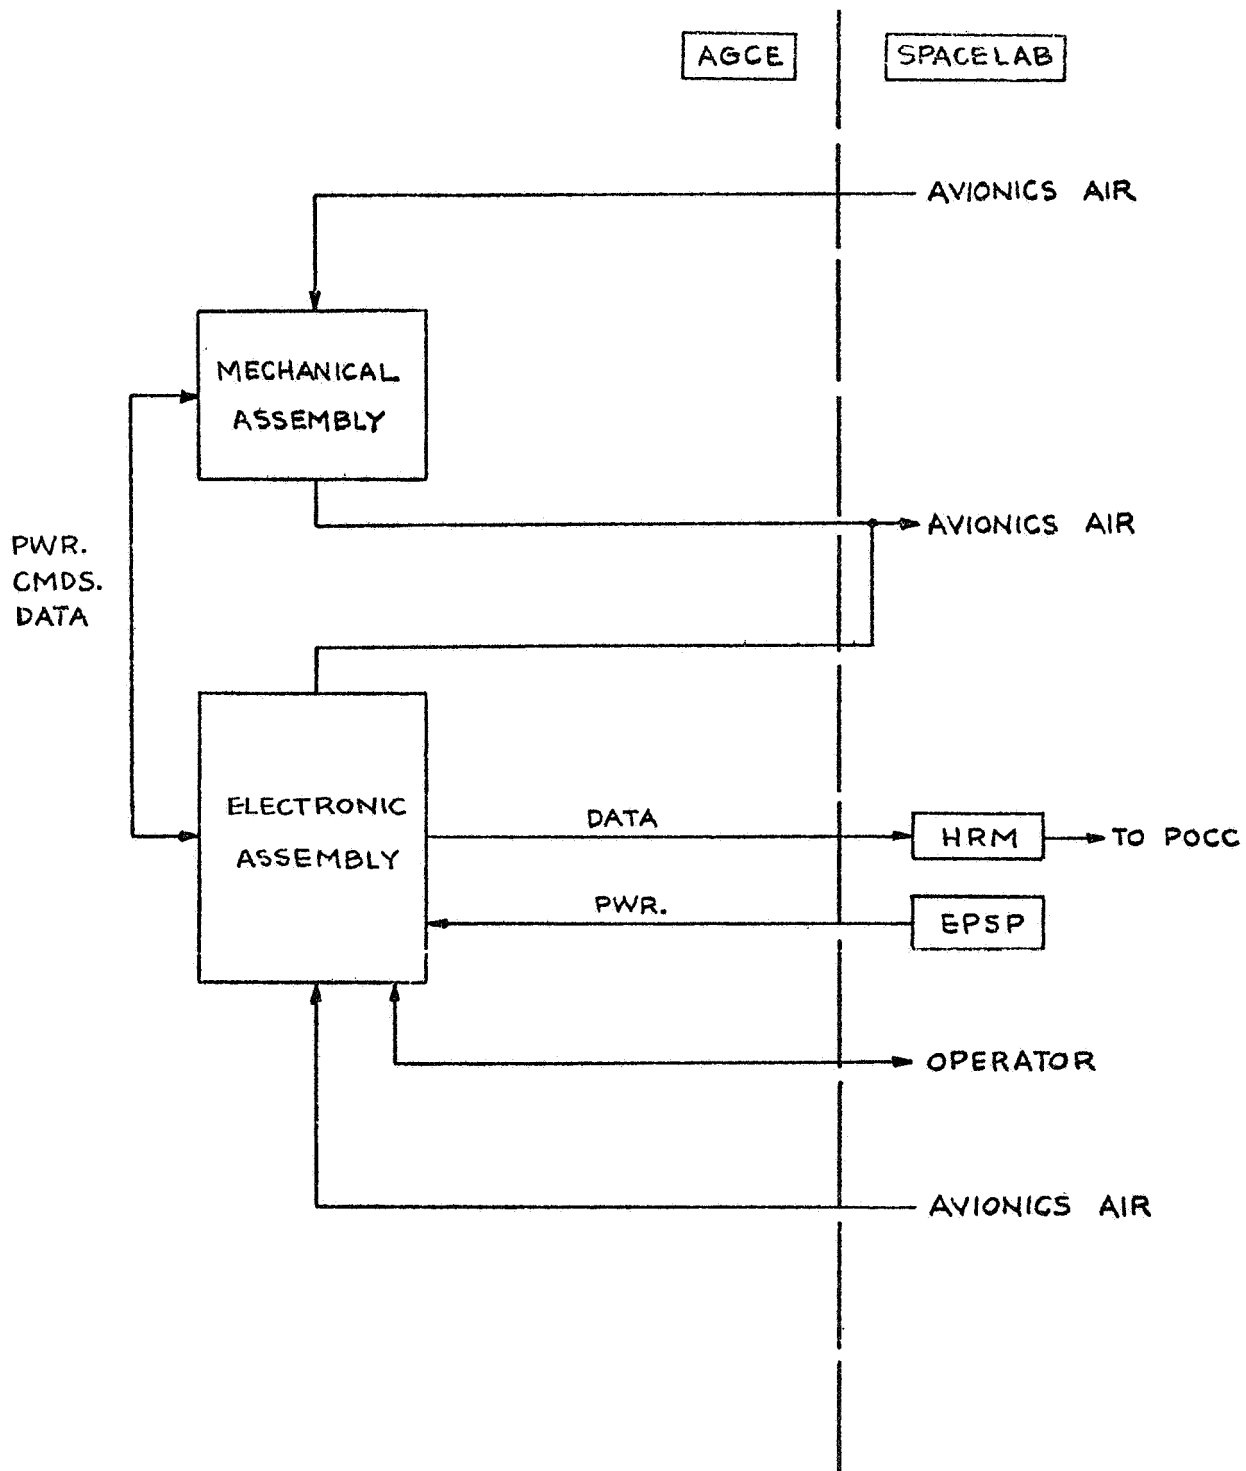 AGCE
SPACELAB
AVIONICS AIR
MECHANICAL
ASSEMBLY
AVIONICS AIR
PWR.
CMDS.
DATA
ELECTRONIC
ASSEMBLY
DATA
HRM
TO POCC
PWR.
EPSP
OPERATOR
AVIONICS AIR